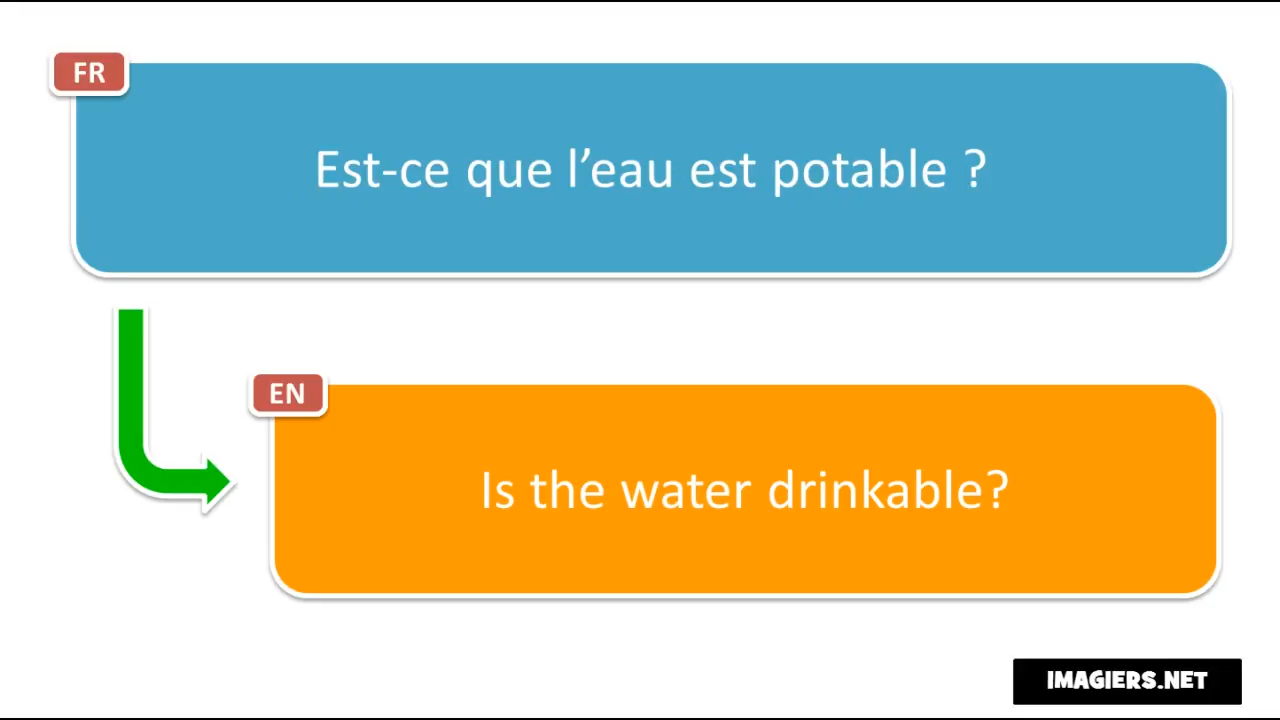 FR
Est-ce que l’eau est potable ?
EN
Is the water drinkable?
IMAGIERS.NET